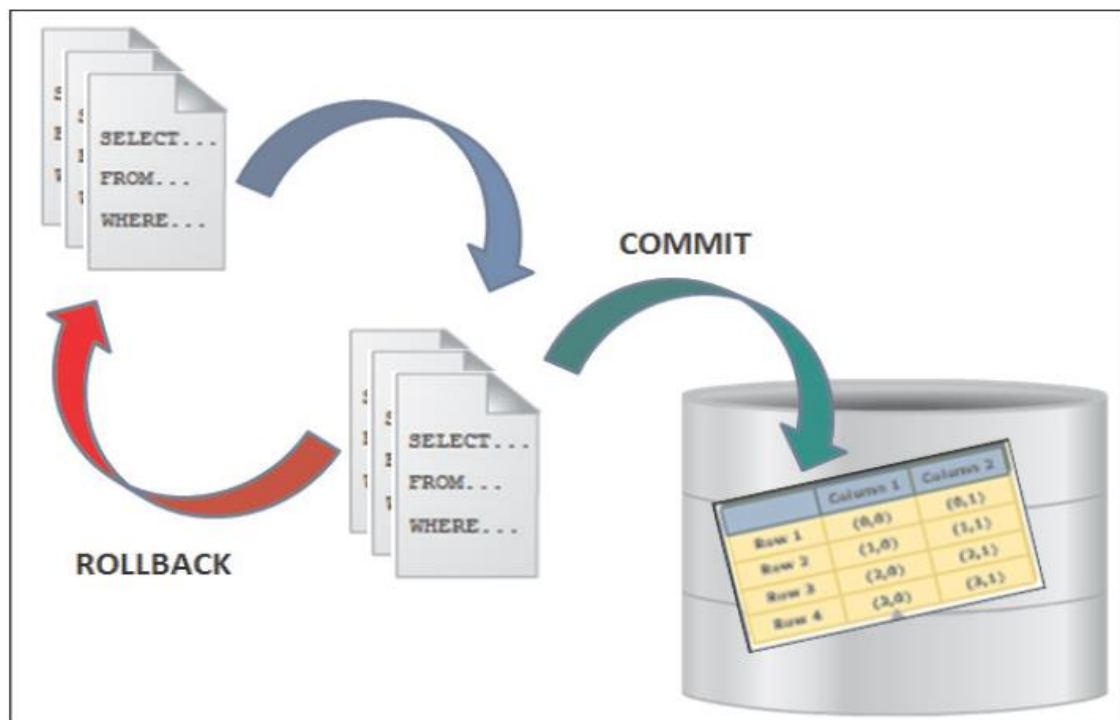 SELECT...
FROM...
WHERE...
COMMIT
SELECT...
FROM...
WHERE...
ROLLBACK
Column 1 Column 2
Row 1 (0,0) (0,1)
Row 2 (1,0) (1,1)
Row 3 (2,0) (2,1)
Row 4 (3,0) (3,1)